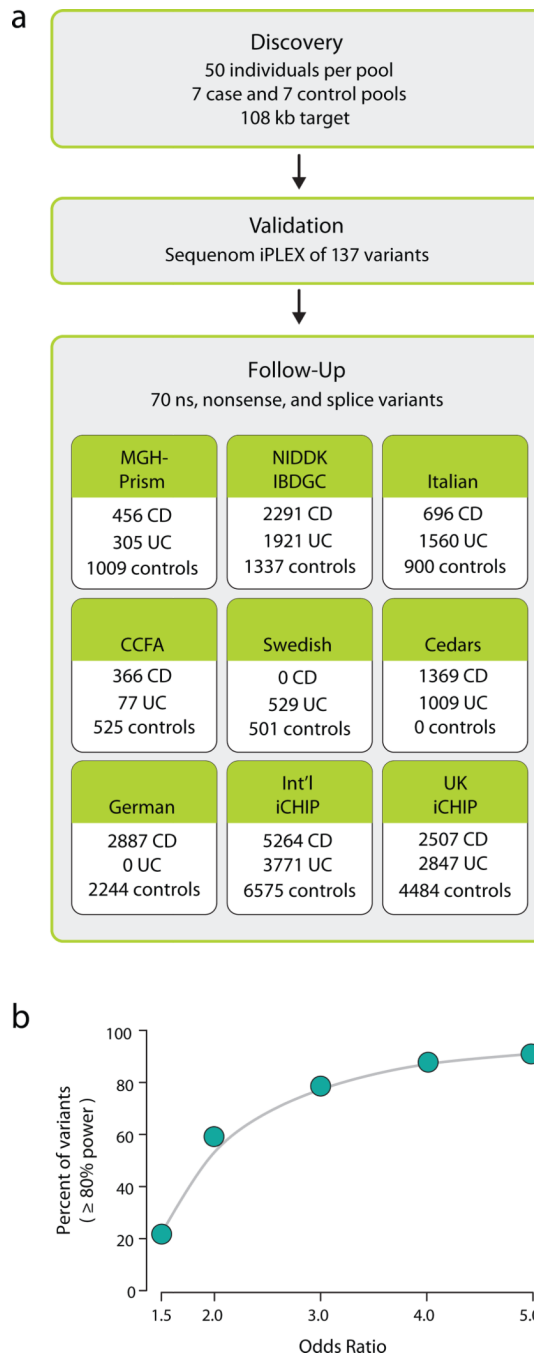 a
Discovery
50 individuals per pool
7 case and 7 control pools
108 kb target
Validation
Sequenom iPLEX of 137 variants
Follow-Up
70 ns, nonsense, and splice variants
MGH-
Prism
456 CD
305 UC
1009 controls
NIDDK
IBDGC
2291 CD
1921 UC
1337 controls
Italian
696 CD
1560 UC
900 controls
CCFA
366 CD
77 UC
525 controls
Swedish
0 CD
529 UC
501 controls
Cedars
1369 CD
1009 UC
0 controls
German
2887 CD
0 UC
2244 controls
Int'l
iCHIP
5264 CD
3771 UC
6575 controls
UK
iCHIP
2507 CD
2847 UC
4484 controls
b
Percent of variants
( ≥ 80% power )
100
80
60
40
20
0
1.5 2.0 3.0 4.0 5.0
Odds Ratio